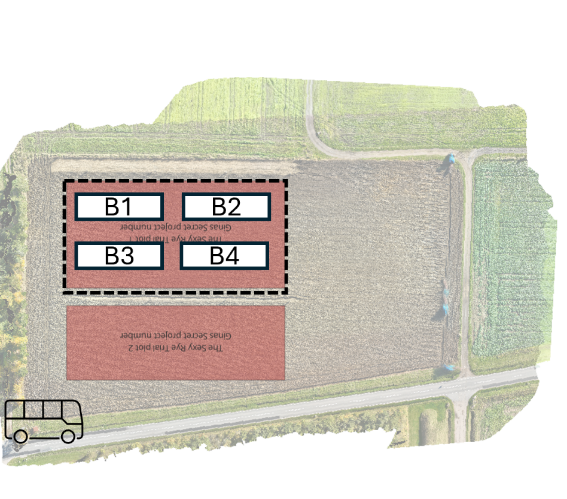 B1 B2
The Sexy Rye Trial plot 1
Ginas Secret project number
B3 B4
The Sexy Rye Trial plot 2
Ginas Secret project number